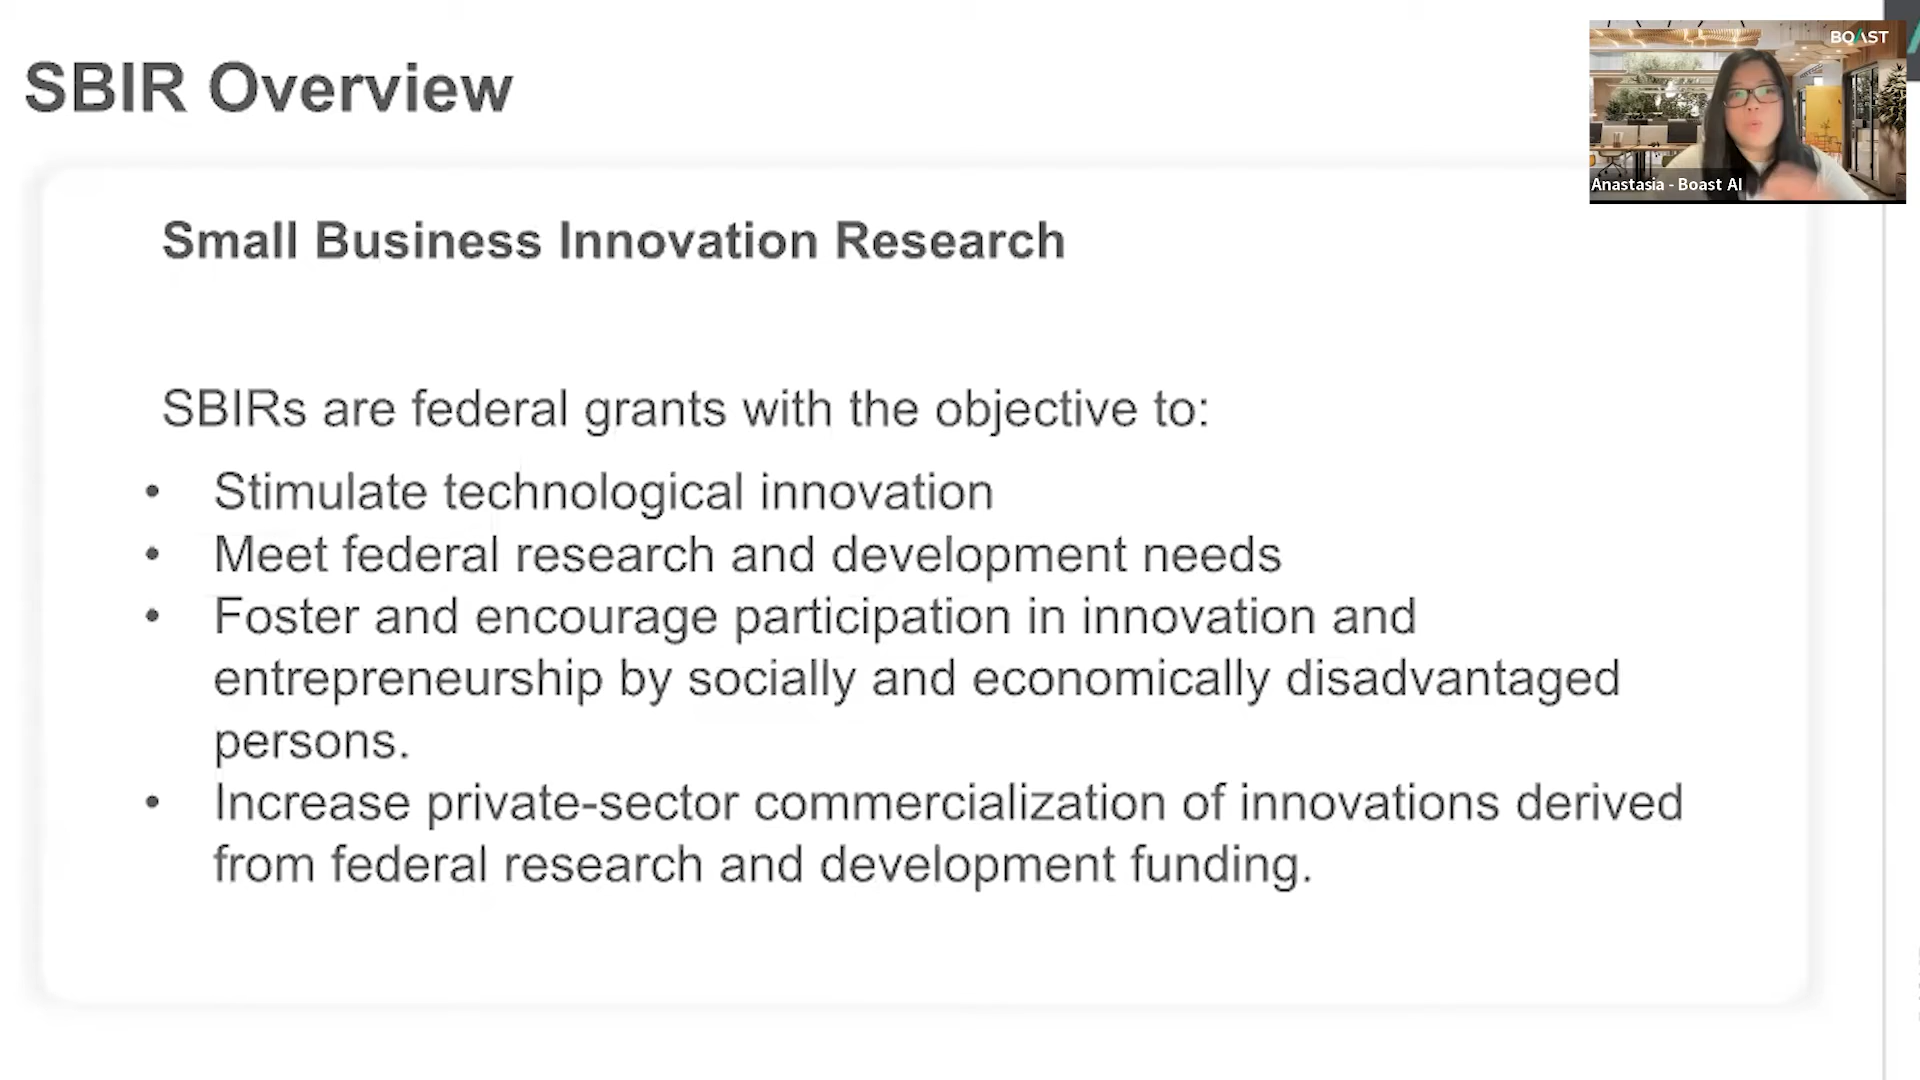 SBIR Overview
BOAST
Anastasia - Boast AI
Small Business Innovation Research
SBIRs are federal grants with the objective to:
• Stimulate technological innovation
• Meet federal research and development needs
• Foster and encourage participation in innovation and
entrepreneurship by socially and economically disadvantaged
persons.
• Increase private-sector commercialization of innovations derived
from federal research and development funding.